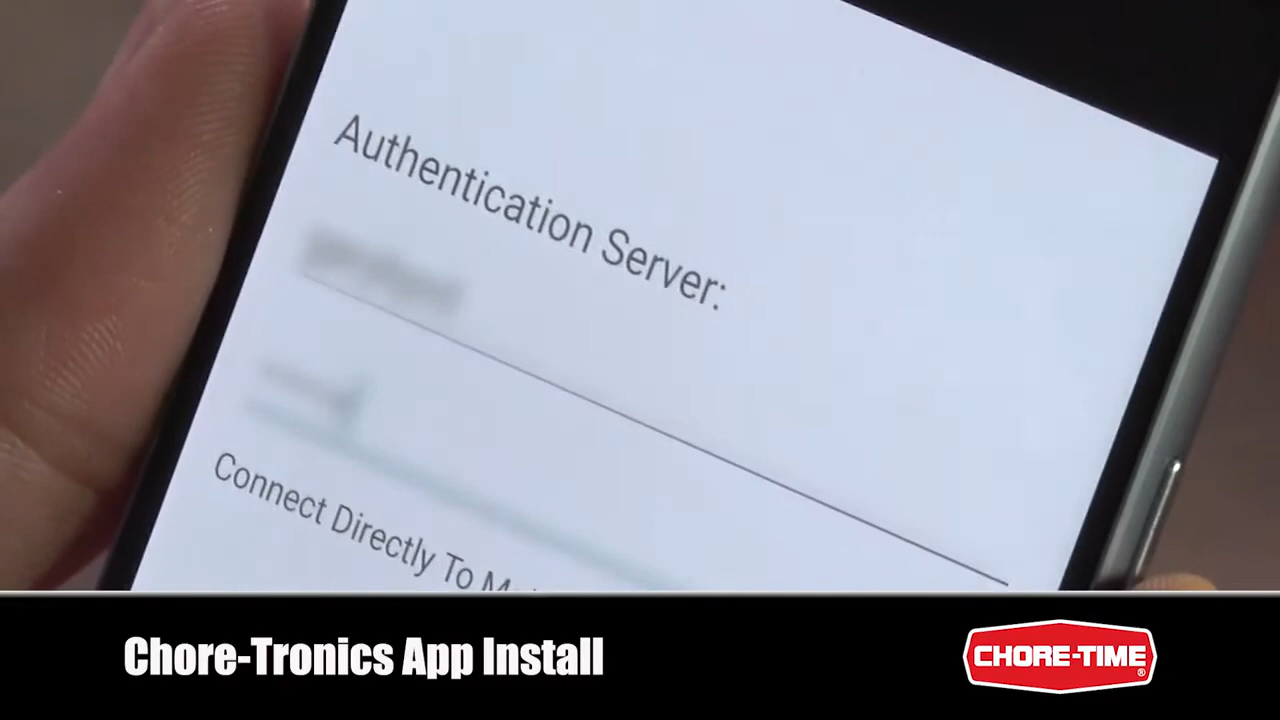 Authentication Server:
Connect Directly To
Chore-Tronics App Install
CHORE-TIME®